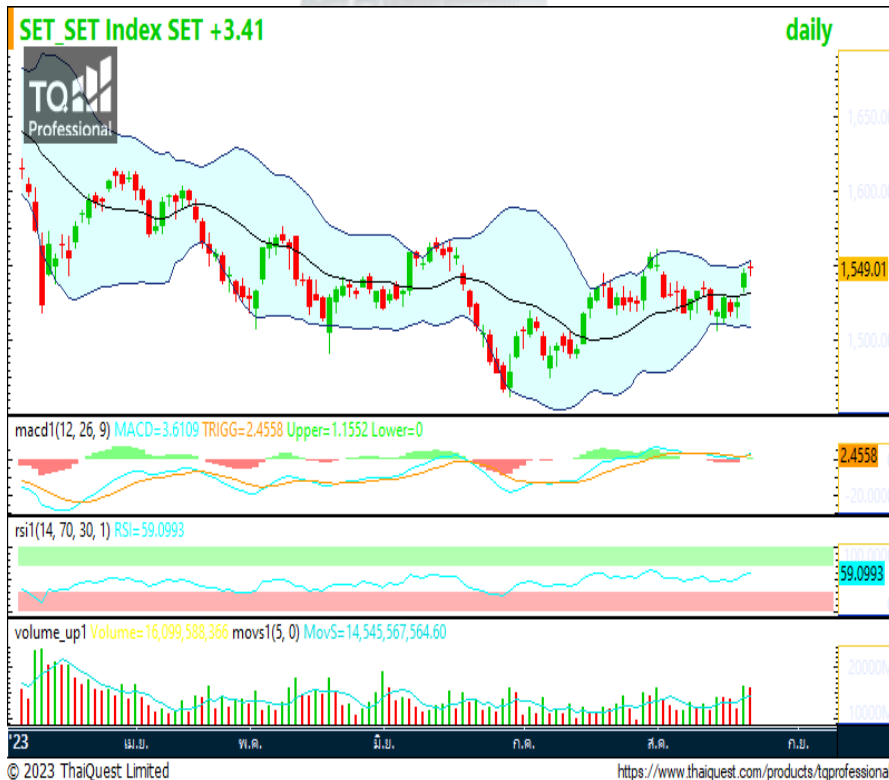 SET_SET Index SET +3.41 daily
TQ
Professional
1,650.00
1,600.00
1,549.01
1,500.00
macd1(12, 26, 9) MACD=3.6109 TRIGG=2.4558 Upper=1.1552 Lower=0
2.4558
-20.0000
rsi1(14, 70, 30, 1) RSI=59.0993
100.0000
59.0993
volume_up1 Volume=16,099,588,366 movs1(5, 0) MovS=14,545,567,564.60
20000M
10000M
'23 เม.ย. พ.ค. มิ.ย. ก.ค. ส.ค. ก.ย.
© 2023 ThaiQuest Limited https://www.thaiquest.com/products/tqprofessional